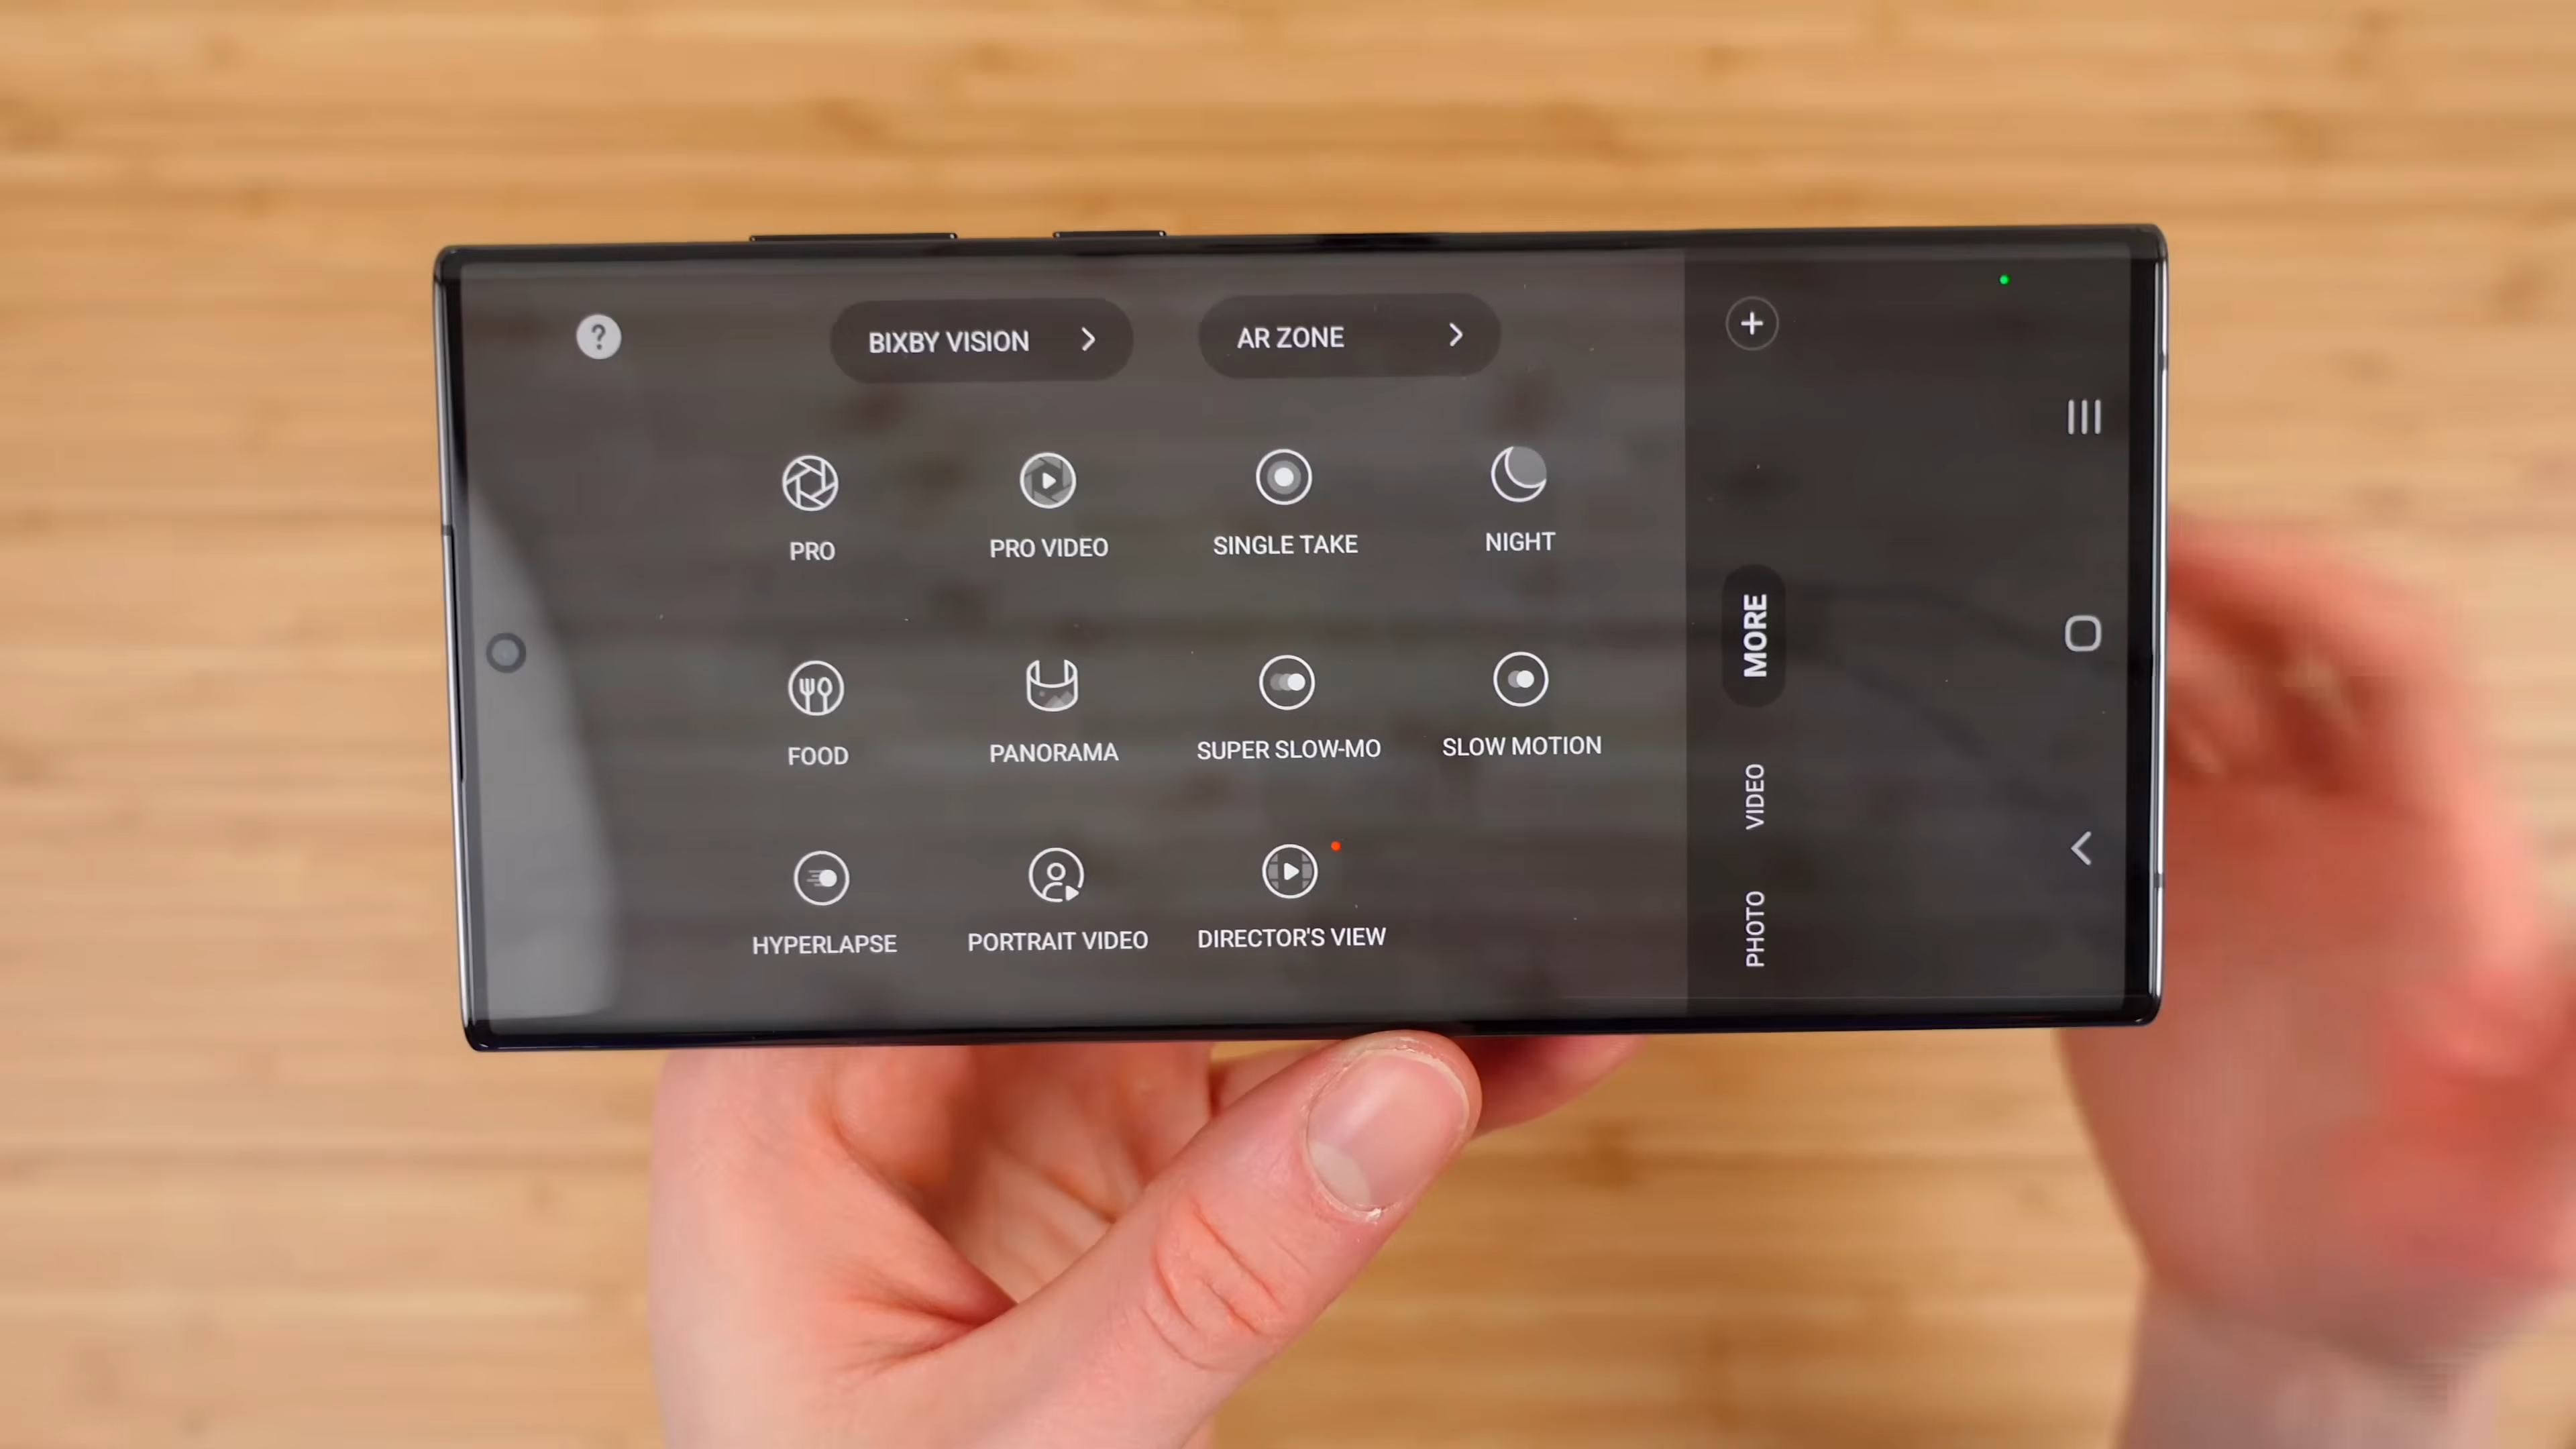 ?
BIXBY VISION >
AR ZONE >
PRO
PRO VIDEO
SINGLE TAKE
NIGHT
FOOD
PANORAMA
SUPER SLOW-MO
SLOW MOTION
HYPERLAPSE
PORTRAIT VIDEO
DIRECTOR'S VIEW
PHOTO
VIDEO
MORE
+